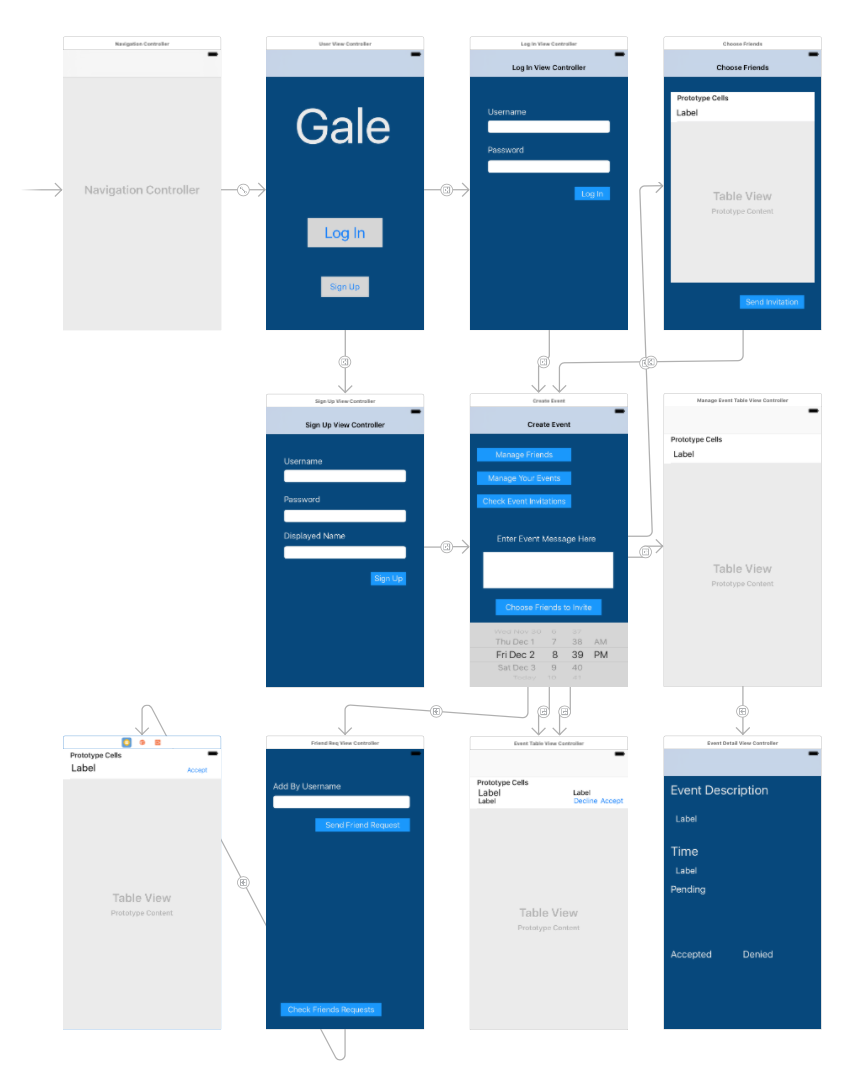 Navigation Controller
Navigation Controller
User View Controller
Gale
Log In
Sign Up
Log In View Controller
Log In View Controller
Username
Password
Log In
Choose Friends
Choose Friends
Prototype Cells
Label
Table View
Prototype Content
Send Invitation
Sign Up View Controller
Sign Up View Controller
Username
Password
Displayed Name
Sign Up
Create Event
Create Event
Manage Friends
Manage Your Events
Check Event Invitations
Enter Event Message Here
Choose Friends to Invite
Thu Dec 1 7 38 AM
Fri Dec 2 8 39 PM
Sat Dec 3 9 40
Manage Event Table View Controller
Prototype Cells
Label
Table View
Prototype Content
Prototype Cells
Label
Accept
Table View
Prototype Content
Friend Req View Controller
Add By Username
Send Friend Request
Check Friends Requests
Event Table View Controller
Prototype Cells
Label Label
Label Decline Accept
Table View
Prototype Content
Event Detail View Controller
Event Description
Label
Time
Label
Pending
Accepted Denied